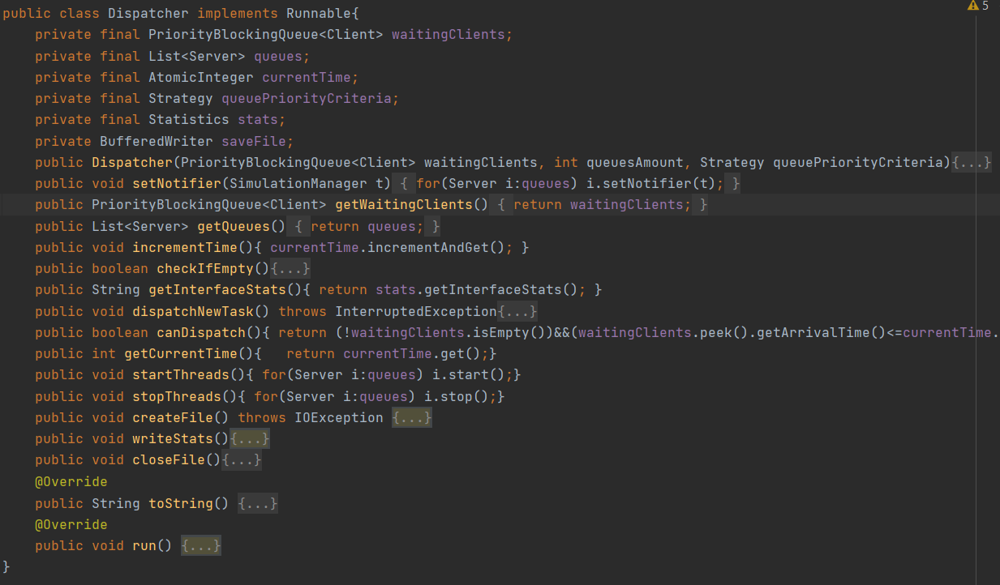 5
public class Dispatcher implements Runnable{
    private final PriorityBlockingQueue<Client> waitingClients;
    private final List<Server> queues;
    private final AtomicInteger currentTime;
    private final Strategy queuePriorityCriteria;
    private final Statistics stats;
    private BufferedWriter saveFile;
    public Dispatcher(PriorityBlockingQueue<Client> waitingClients, int queuesAmount, Strategy queuePriorityCriteria){...}
    public void setNotifier(SimulationManager t) { for(Server i:queues) i.setNotifier(t); }
    public PriorityBlockingQueue<Client> getWaitingClients() { return waitingClients; }
    public List<Server> getQueues() { return queues; }
    public void incrementTime(){ currentTime.incrementAndGet(); }
    public boolean checkIfEmpty(){...}
    public String getInterfaceStats(){ return stats.getInterfaceStats(); }
    public void dispatchNewTask() throws InterruptedException{...}
    public boolean canDispatch(){ return (!waitingClients.isEmpty())&&(waitingClients.peek().getArrivalTime()<=currentTime.
    public int getCurrentTime(){   return currentTime.get();}
    public void startThreads(){ for(Server i:queues) i.start();}
    public void stopThreads(){ for(Server i:queues) i.stop();}
    public void createFile() throws IOException {...}
    public void writeStats(){...}
    public void closeFile(){...}
    @Override
    public String toString() {...}
    @Override
    public void run() {...}
}